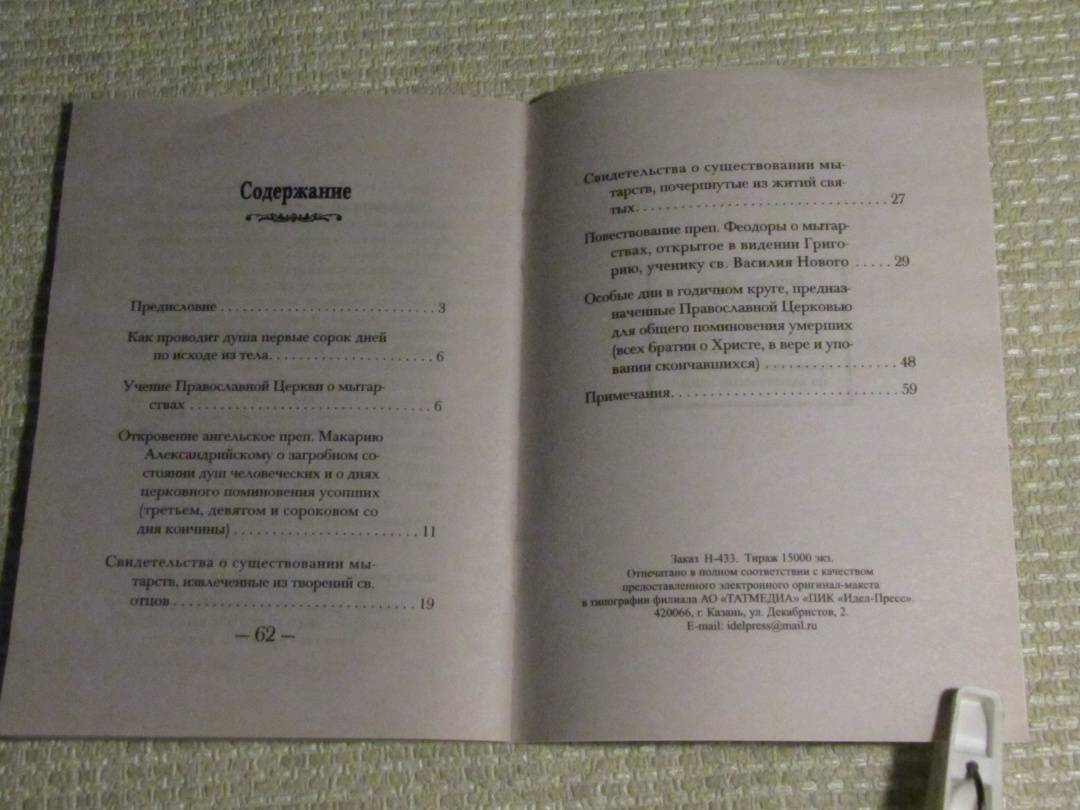 Содержание
Предисловие . . . . . . . . . . . . . . . . . . . . . . . . . . . . . . . . . 3
Как проводит душа первые сорок дней
по исходе из тела. . . . . . . . . . . . . . . . . . . . . . . . . 6
Учение Православной Церкви о мытар-
ствах . . . . . . . . . . . . . . . . . . . . . . . . . . . . . . . . . . . . . 6
Откровение ангельское преп. Макарию
Александрийскому о загробном со-
стоянии душ человеческих и о днях
церковного поминовения усопших
(третьем, девятом и сороковом со
дня кончины) . . . . . . . . . . . . . . . . . . . . . . . . . . . . 11
Свидетельства о существовании мы-
тарств, извлеченные из творений св.
отцов . . . . . . . . . . . . . . . . . . . . . . . . . . . . . . . . . . . . 19
– 62 –
Свидетельства о существовании мы-
тарств, почерпнутые из житий свя-
тых. . . . . . . . . . . . . . . . . . . . . . . . . . . . . . . . . . . . . 27
Повествование преп. Феодоры о мытар-
ствах, открытое в видении Григо-
рию, ученику св. Василия Нового . . . . . 29
Особые дни в годичном круге, предназ-
наченные Православной Церковью
для общего поминовения умерших
(всех братии о Христе, в вере и упо-
вании скончавшихся) . . . . . . . . . . . . . . . . . . . 48
Примечания. . . . . . . . . . . . . . . . . . . . . . . . . . . . . . . . . 59
Заказ Н-433. Тираж 15000 экз.
Отпечатано в полном соответствии с качеством
предоставленного электронного оригинал-макета
в типографии филиала АО «ТАТМЕДИА» «ПИК «Идел-Пресс».
420066, г. Казань, ул. Декабристов, 2.
E-mail: idelpress@mail.ru